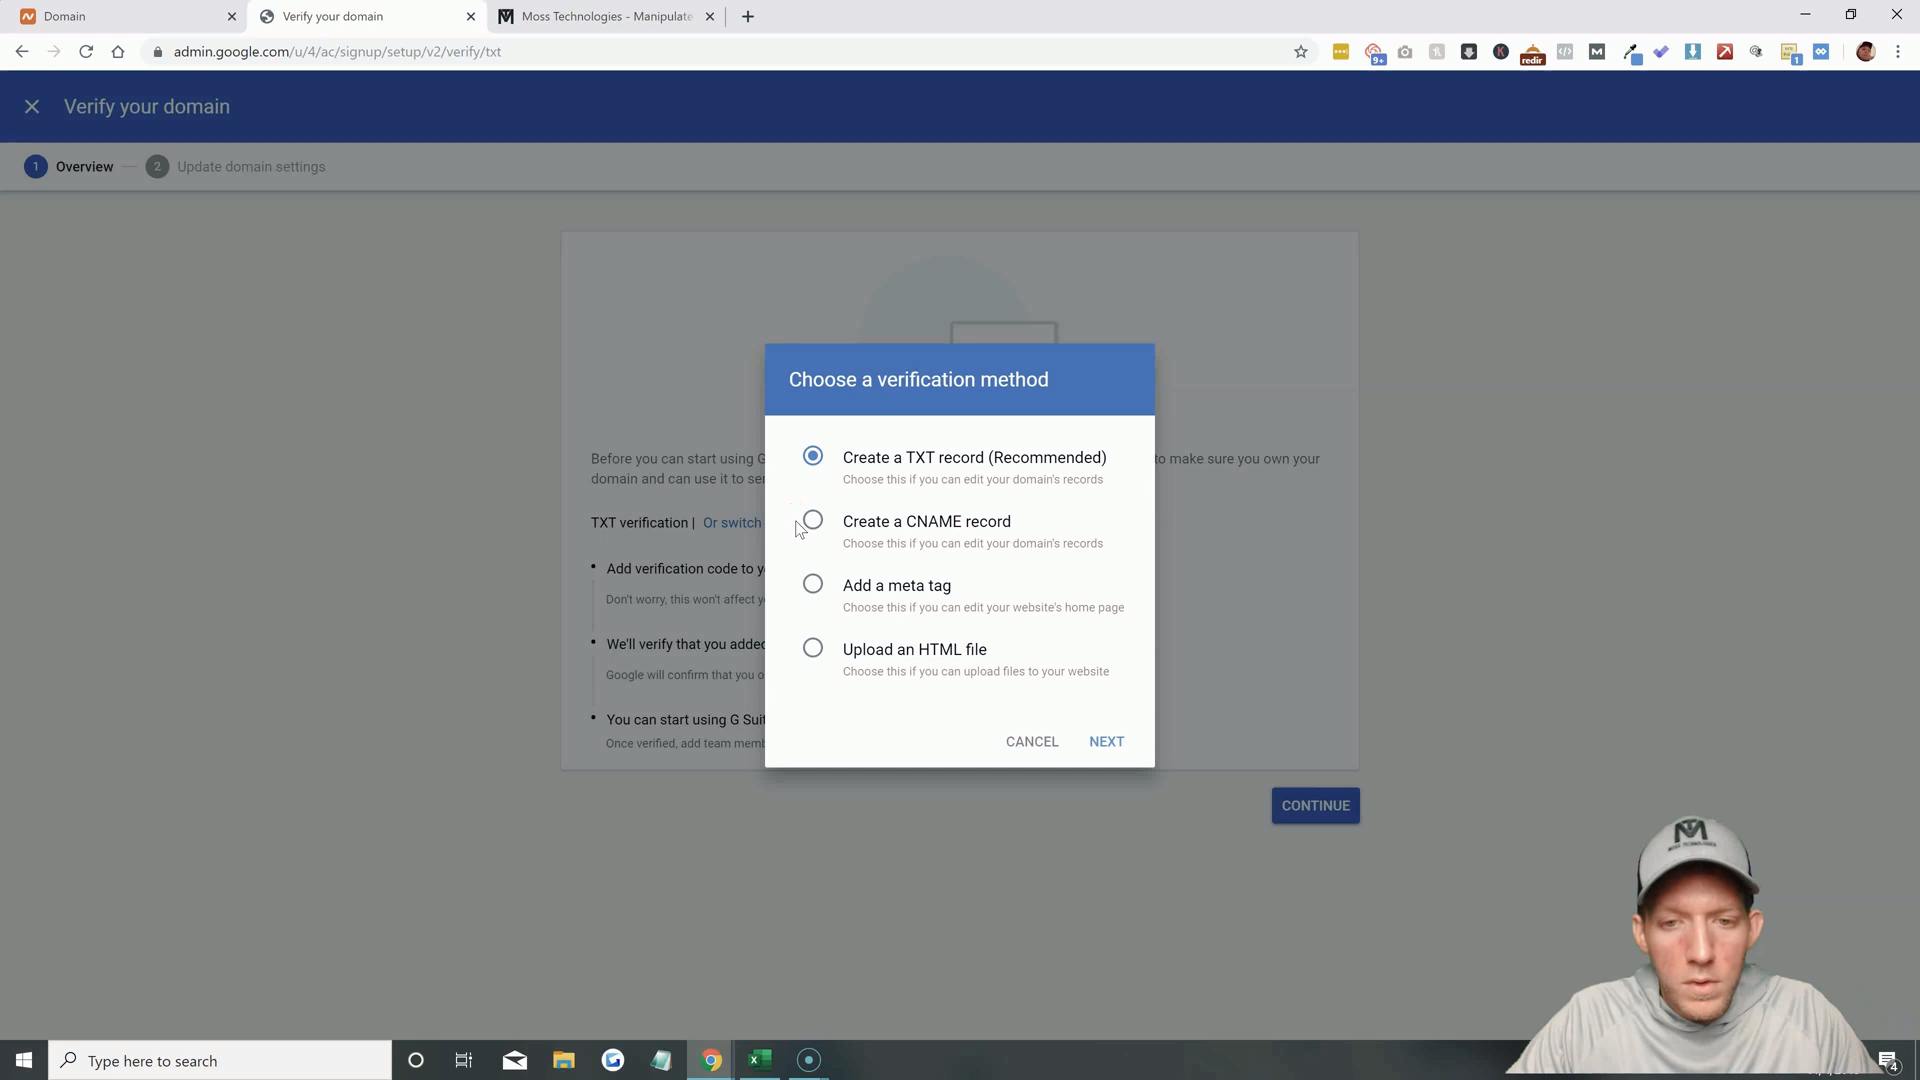 Domain
Verify your domain
Moss Technologies - Manipulate
admin.google.com/u/4/ac/signup/setup/v2/verify/txt
9+
redir
1
Verify your domain
1 Overview
2 Update domain settings
Choose a verification method
Create a TXT record (Recommended)
Choose this if you can edit your domain's records
Create a CNAME record
Choose this if you can edit your domain's records
Add a meta tag
Choose this if you can edit your website's home page
Upload an HTML file
Choose this if you can upload files to your website
CANCEL
NEXT
Before you can start using G
to make sure you own your
domain and can use it to se
TXT verification |
Or switch
Add verification code to y
Don't worry, this won't affect y
We'll verify that you added
Google will confirm that you o
You can start using G Suit
Once verified, add team memb
CONTINUE
MOSS TECHNOLOGIES
Type here to search
4